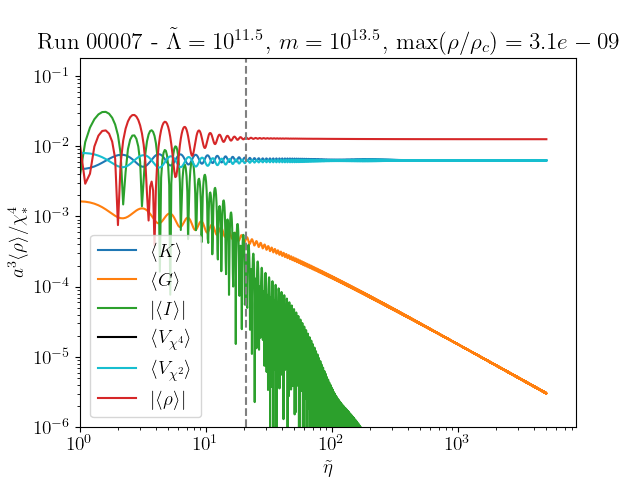 Run 00007 - Λ̃ = 10^{11.5}, m = 10^{13.5}, max(ρ/ρ_c) = 3.1e − 09
10^{−1}
10^{−2}
10^{−3}
10^{−4}
10^{−5}
10^{−6}
a^3⟨ρ⟩/χ_*^4
⟨K⟩
⟨G⟩
|⟨I⟩|
⟨V_{χ^4}⟩
⟨V_{χ^2}⟩
|⟨ρ⟩|
10^0
10^1
10^2
10^3
η̃